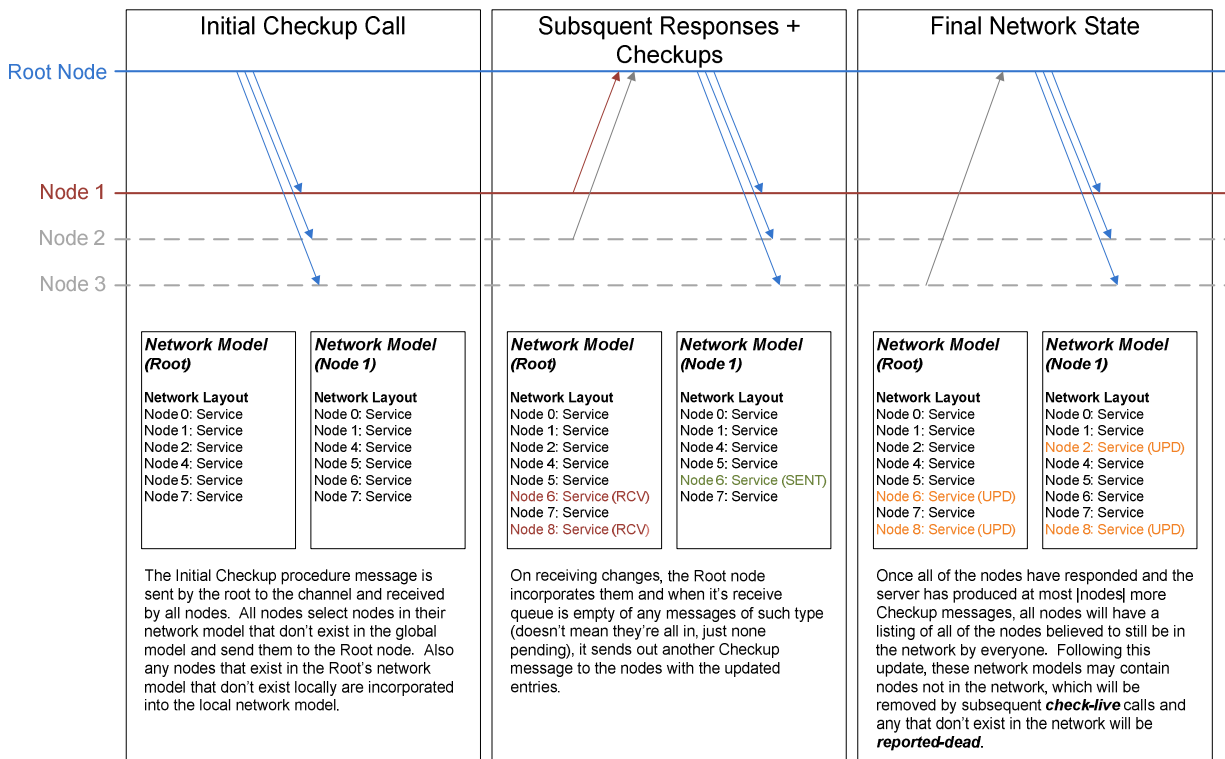 Initial Checkup Call
Subsquent Responses +
Checkups
Final Network State
Root Node
Node 1
Node 2
Node 3
Network Model
(Root)
Network Layout
Node 0: Service
Node 1: Service
Node 2: Service
Node 4: Service
Node 5: Service
Node 7: Service
Network Model
(Node 1)
Network Layout
Node 0: Service
Node 1: Service
Node 4: Service
Node 5: Service
Node 6: Service
Node 7: Service
The Initial Checkup procedure message is
sent by the root to the channel and received
by all nodes.  All nodes select nodes in their
network model that don't exist in the global
model and send them to the Root node.  Also
any nodes that exist in the Root's network
model that don't exist locally are incorporated
into the local network model.
Network Model
(Root)
Network Layout
Node 0: Service
Node 1: Service
Node 2: Service
Node 4: Service
Node 5: Service
Node 6: Service (RCV)
Node 7: Service
Node 8: Service (RCV)
Network Model
(Node 1)
Network Layout
Node 0: Service
Node 1: Service
Node 4: Service
Node 5: Service
Node 6: Service (SENT)
Node 7: Service
On receiving changes, the Root node
incorporates them and when it's receive
queue is empty of any messages of such type
(doesn't mean they're all in, just none
pending), it sends out another Checkup
message to the nodes with the updated
entries.
Network Model
(Root)
Network Layout
Node 0: Service
Node 1: Service
Node 2: Service
Node 4: Service
Node 5: Service
Node 6: Service (UPD)
Node 7: Service
Node 8: Service (UPD)
Network Model
(Node 1)
Network Layout
Node 0: Service
Node 1: Service
Node 2: Service (UPD)
Node 4: Service
Node 5: Service
Node 6: Service
Node 7: Service
Node 8: Service (UPD)
Once all of the nodes have responded and the
server has produced at most |nodes| more
Checkup messages, all nodes will have a
listing of all of the nodes believed to still be in
the network by everyone.  Following this
update, these network models may contain
nodes not in the network, which will be
removed by subsequent check-live calls and
any that don't exist in the network will be
reported-dead.